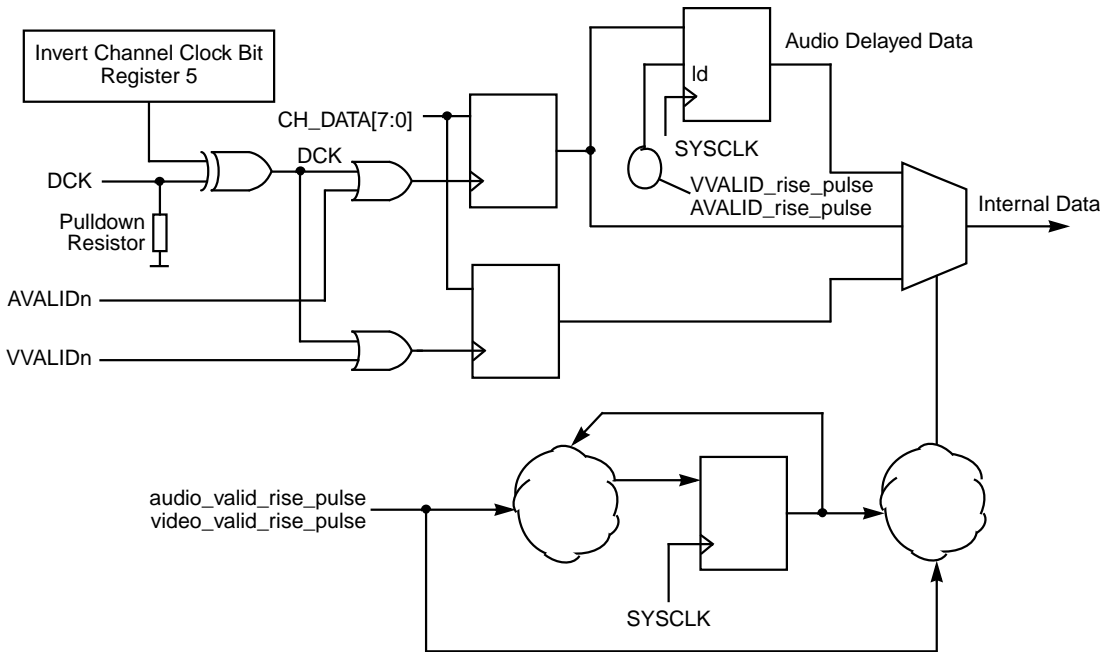 Invert Channel Clock Bit
Register 5
Audio Delayed Data
ld
CH_DATA[7:0]
SYSCLK
DCK
DCK
VVALID_rise_pulse
AVALID_rise_pulse
Internal Data
Pulldown
Resistor
AVALIDn
VVALIDn
audio_valid_rise_pulse
video_valid_rise_pulse
SYSCLK